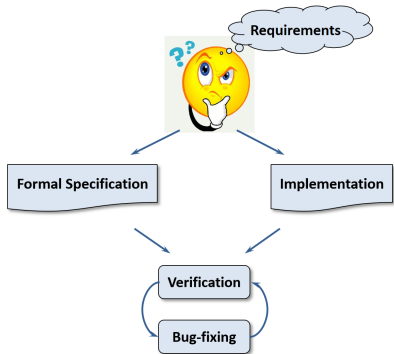 Requirements
??
Formal Specification
Implementation
Verification
Bug-fixing